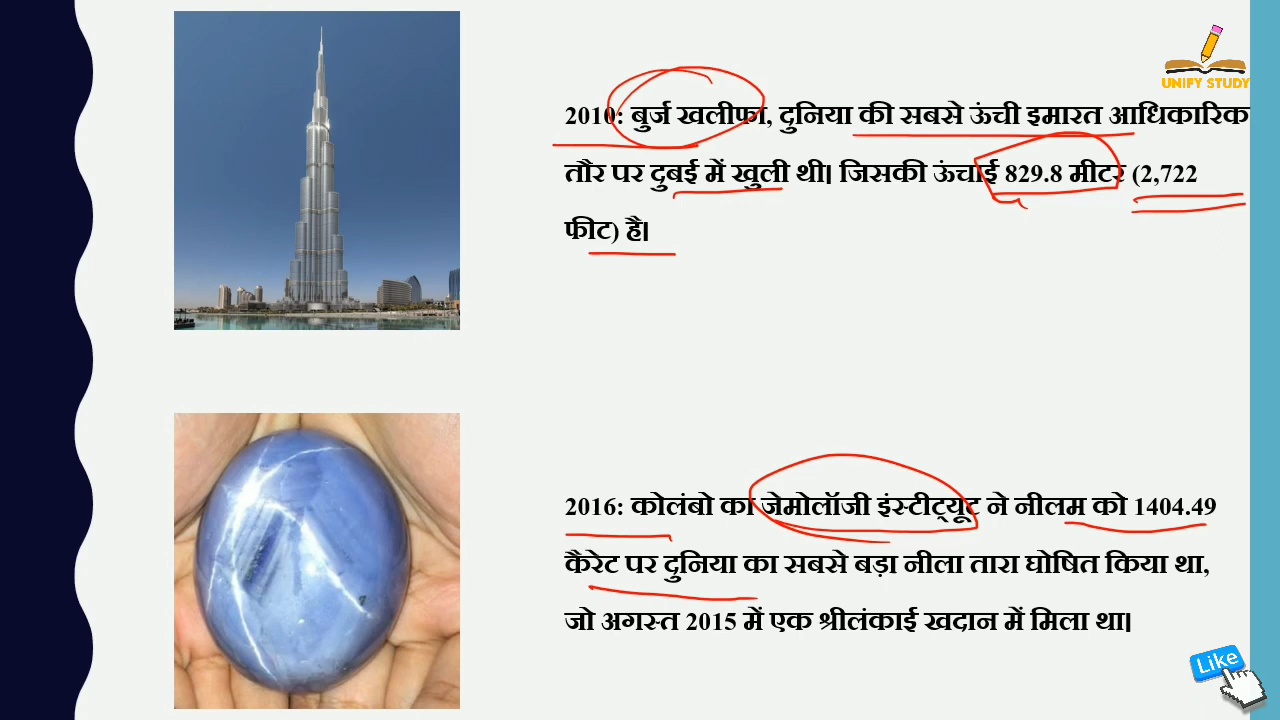 UNIFY STUDY
2010: बुर्ज खलीफा, दुनिया की सबसे ऊंची इमारत आधिकारिक
तौर पर दुबई में खुली थी। जिसकी ऊंचाई 829.8 मीटर (2,722
फीट) है।
2016: कोलंबो का जेमोलॉजी इंस्टीट्यूट ने नीलम को 1404.49
कैरेट पर दुनिया का सबसे बड़ा नीला तारा घोषित किया था,
जो अगस्त 2015 में एक श्रीलंकाई खदान में मिला था।
Like